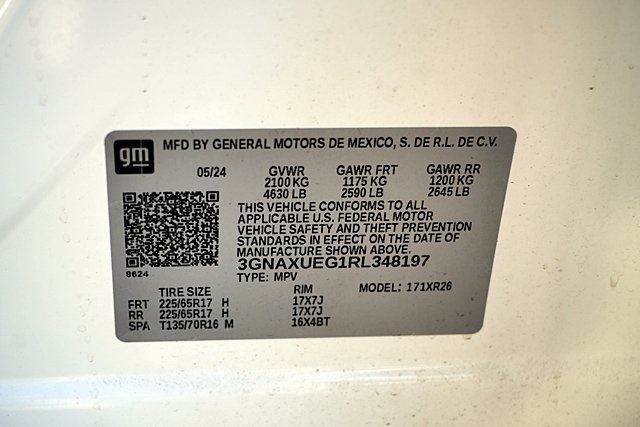 gm
MFD BY GENERAL MOTORS DE MEXICO, S. DE R.L. DE C.V.
05/24 GVWR GAWR FRT GAWR RR
2100 KG 1175 KG 1200 KG
4630 LB 2590 LB 2645 LB
THIS VEHICLE CONFORMS TO ALL
APPLICABLE U.S. FEDERAL MOTOR
VEHICLE SAFETY AND THEFT PREVENTION
STANDARDS IN EFFECT ON THE DATE OF
MANUFACTURE SHOWN ABOVE.
3GNAXUEG1RL348197
8624
TYPE: MPV
TIRE SIZE RIM MODEL: 171XR26
FRT 225/65R17 H 17X7J
RR 225/65R17 H 17X7J
SPA T135/70R16 M 16X4BT